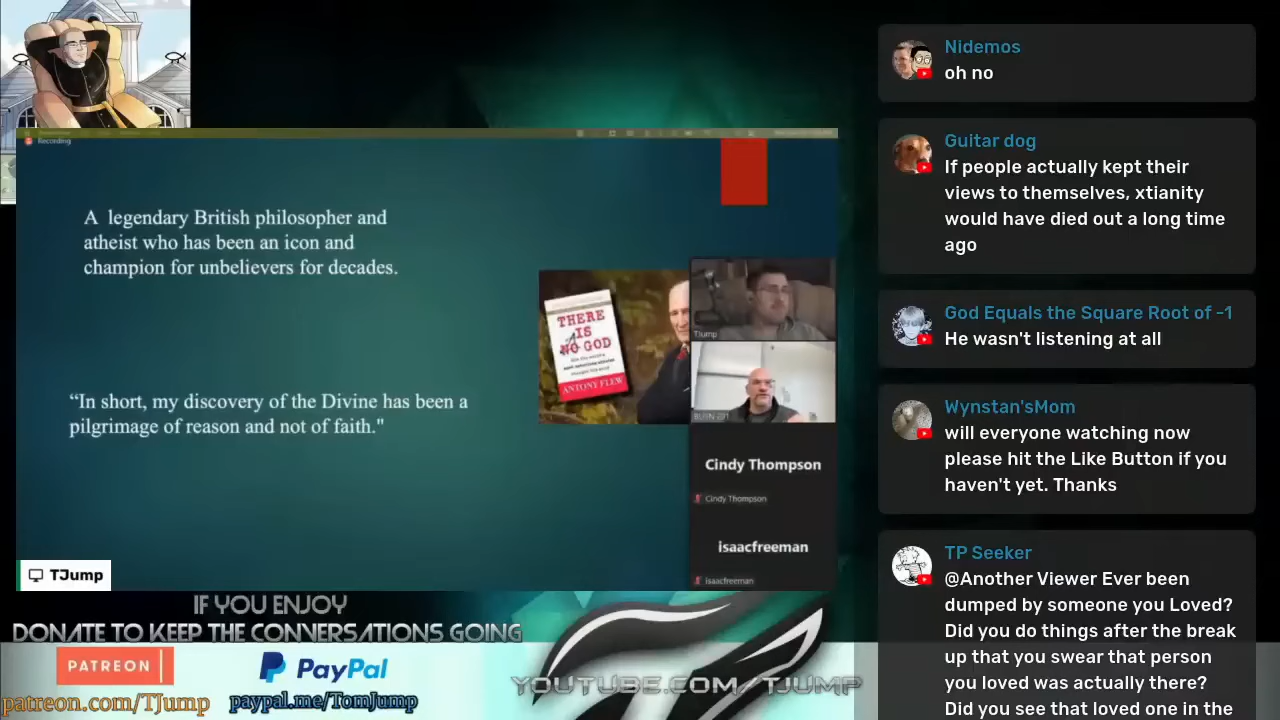 Recording
A legendary British philosopher and
atheist who has been an icon and
champion for unbelievers for decades.
THERE
IS
NO GOD
ANTONY FLEW
“In short, my discovery of the Divine has been a
pilgrimage of reason and not of faith."
TJump
Cindy Thompson
Cindy Thompson
isaacfreeman
isaacfreeman
TJump
IF YOU ENJOY
DONATE TO KEEP THE CONVERSATIONS GOING
PATREON
PayPal
patreon.com/TJump
paypal.me/TomJump
YOUTUBE.COM/TJUMP
Nidemos
oh no
Guitar dog
If people actually kept their
views to themselves, xtianity
would have died out a long time
ago
God Equals the Square Root of -1
He wasn't listening at all
Wynstan'sMom
will everyone watching now
please hit the Like Button if you
haven't yet. Thanks
TP Seeker
@Another Viewer Ever been
dumped by someone you Loved?
Did you do things after the break
up that you swear that person
you loved was actually there?
Did you see that loved one in the